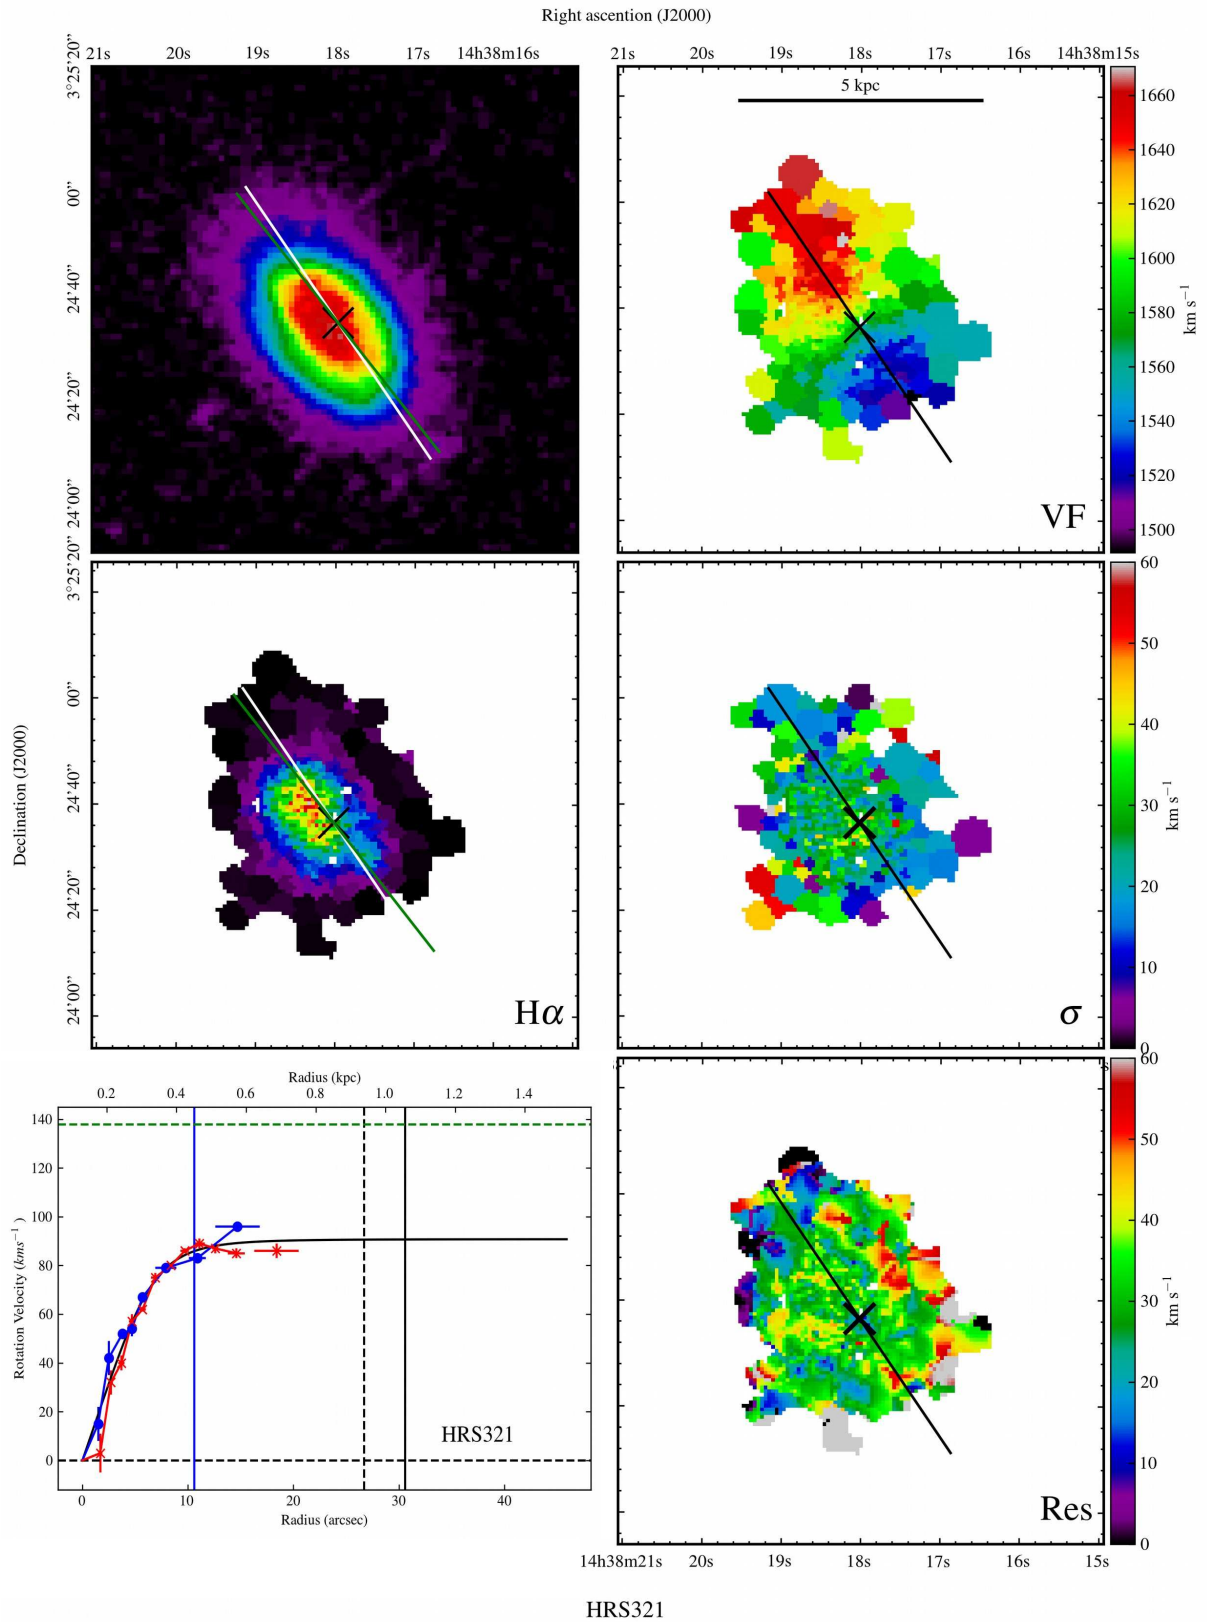 Right ascention (J2000)
21s 20s 19s 18s 17s 14h38m16s
21s 20s 19s 18s 17s 16s 14h38m15s
3°25'20"
00"
24'40"
24'20"
24'00"
5 kpc
VF
1660
1640
1620
1600
1580
1560
1540
1520
1500
km s⁻¹
Declination (J2000)
3°25'20"
00"
24'40"
24'20"
24'00"
Hα
σ
60
50
40
30
20
10
0
km s⁻¹
Radius (kpc)
0.2 0.4 0.6 0.8 1.0 1.2 1.4
Rotation Velocity (kms⁻¹)
140
120
100
80
60
40
20
0
HRS321
0 10 20 30 40
Radius (arcsec)
Res
60
50
40
30
20
10
0
km s⁻¹
14h38m21s 20s 19s 18s 17s 16s 15s
HRS321